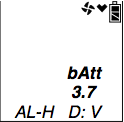 bAtt
3.7
AL-H D: V